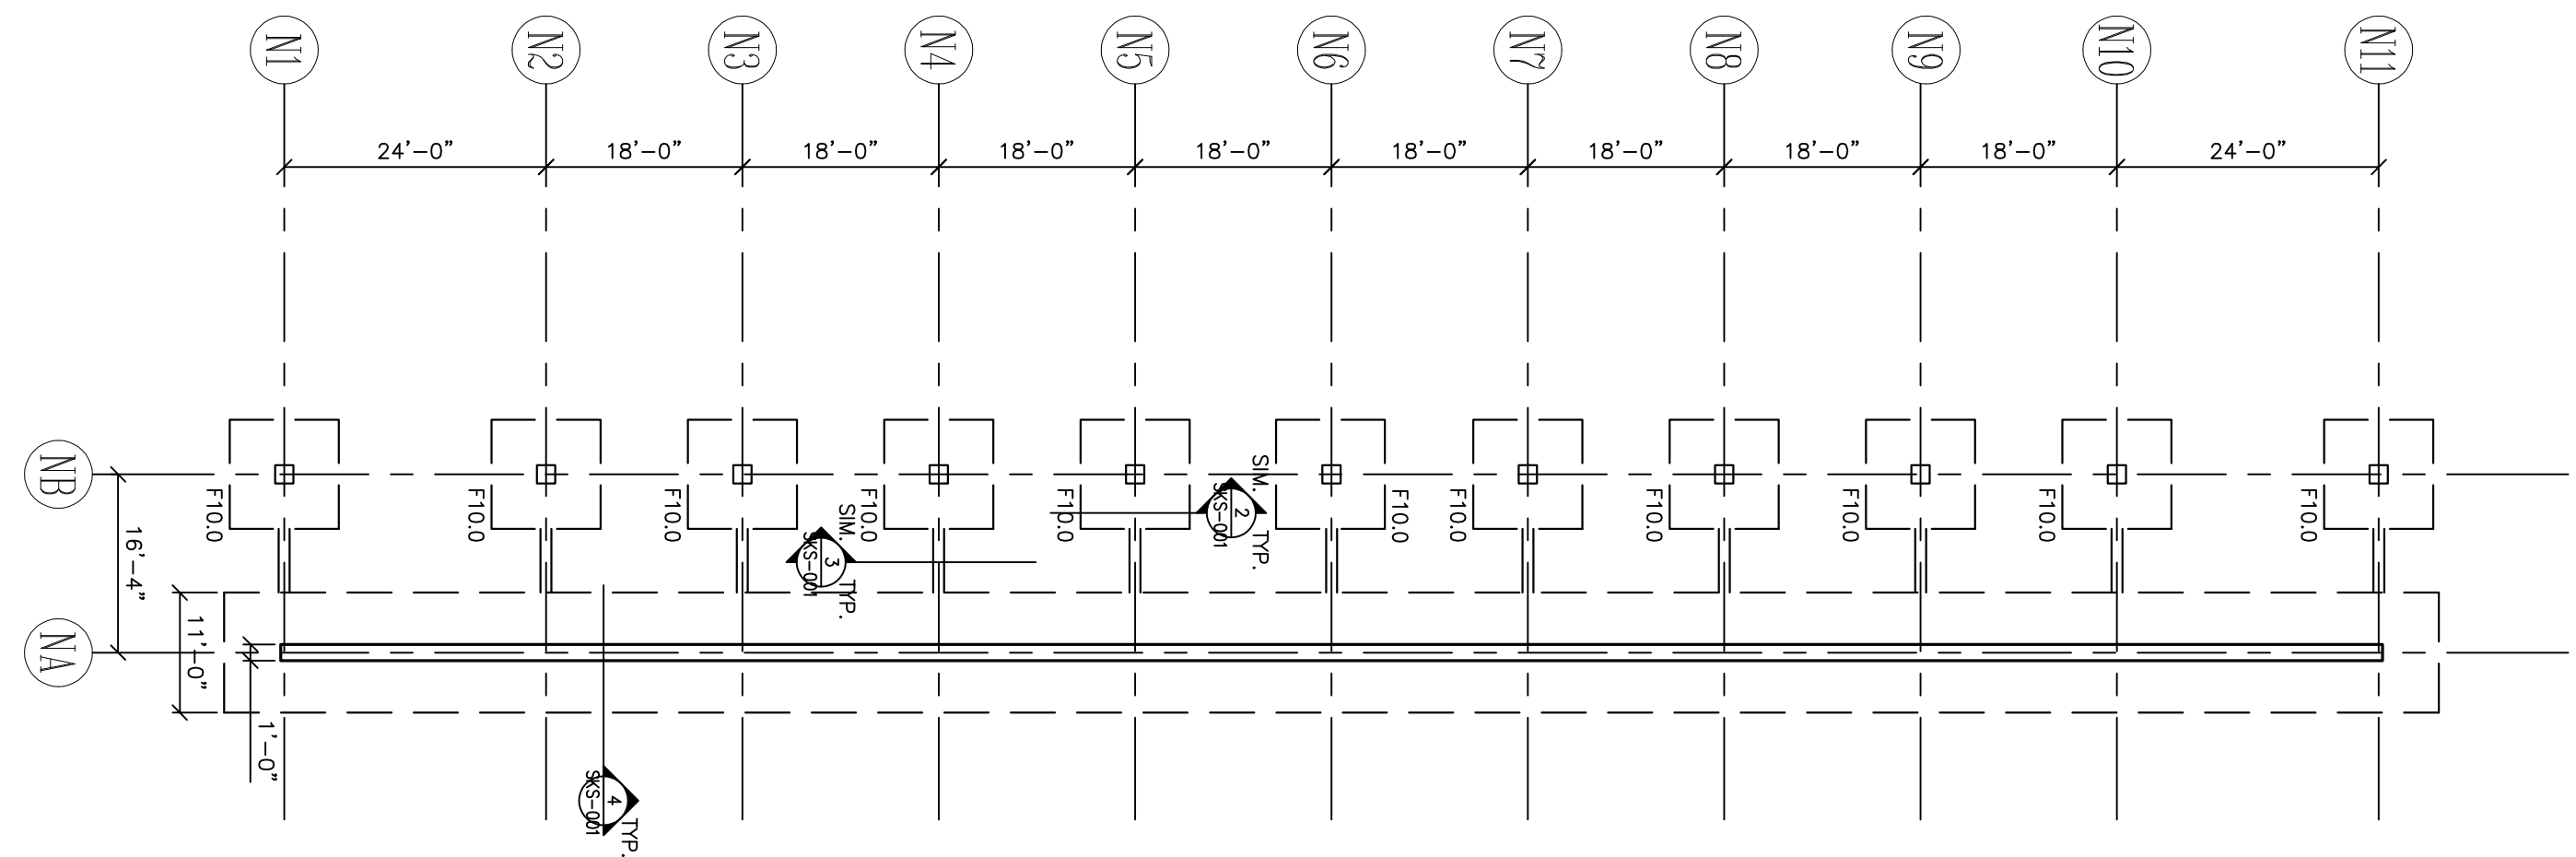 N1
N2
N3
N4
N5
N6
N7
N8
N9
N10
N11
24'-0"
18'-0"
18'-0"
18'-0"
18'-0"
18'-0"
18'-0"
18'-0"
18'-0"
24'-0"
NB
F10.0
F10.0
F10.0
F10.0
F10.0
F10.0
F10.0
F10.0
F10.0
F10.0
F10.0
SIM.
2
SKS-001
TYP.
SIM.
3
SKS-001
TYP.
16'-4"
NA
11'-0"
1'-0"
4
SKS-001
TYP.